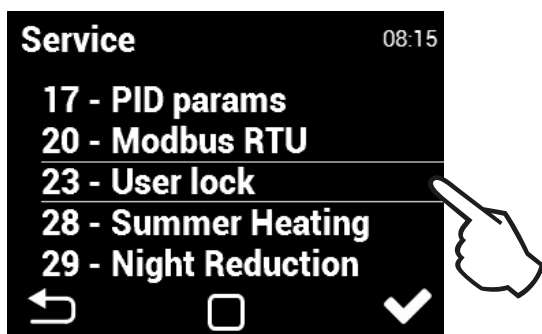 Service 08:15
17 - PID params
20 - Modbus RTU
23 - User lock
28 - Summer Heating
29 - Night Reduction